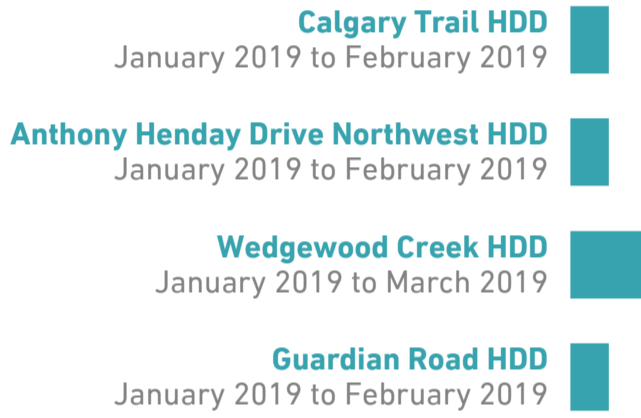 Calgary Trail HDD
January 2019 to February 2019
Anthony Henday Drive Northwest HDD
January 2019 to February 2019
Wedgewood Creek HDD
January 2019 to March 2019
Guardian Road HDD
January 2019 to February 2019